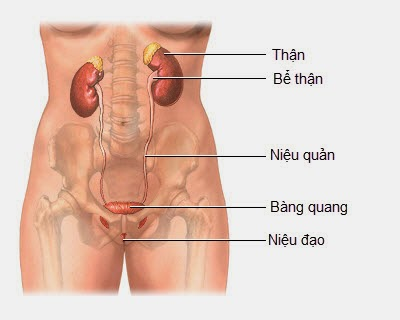 Thận
Bể thận
Niệu quản
Bàng quang
Niệu đạo